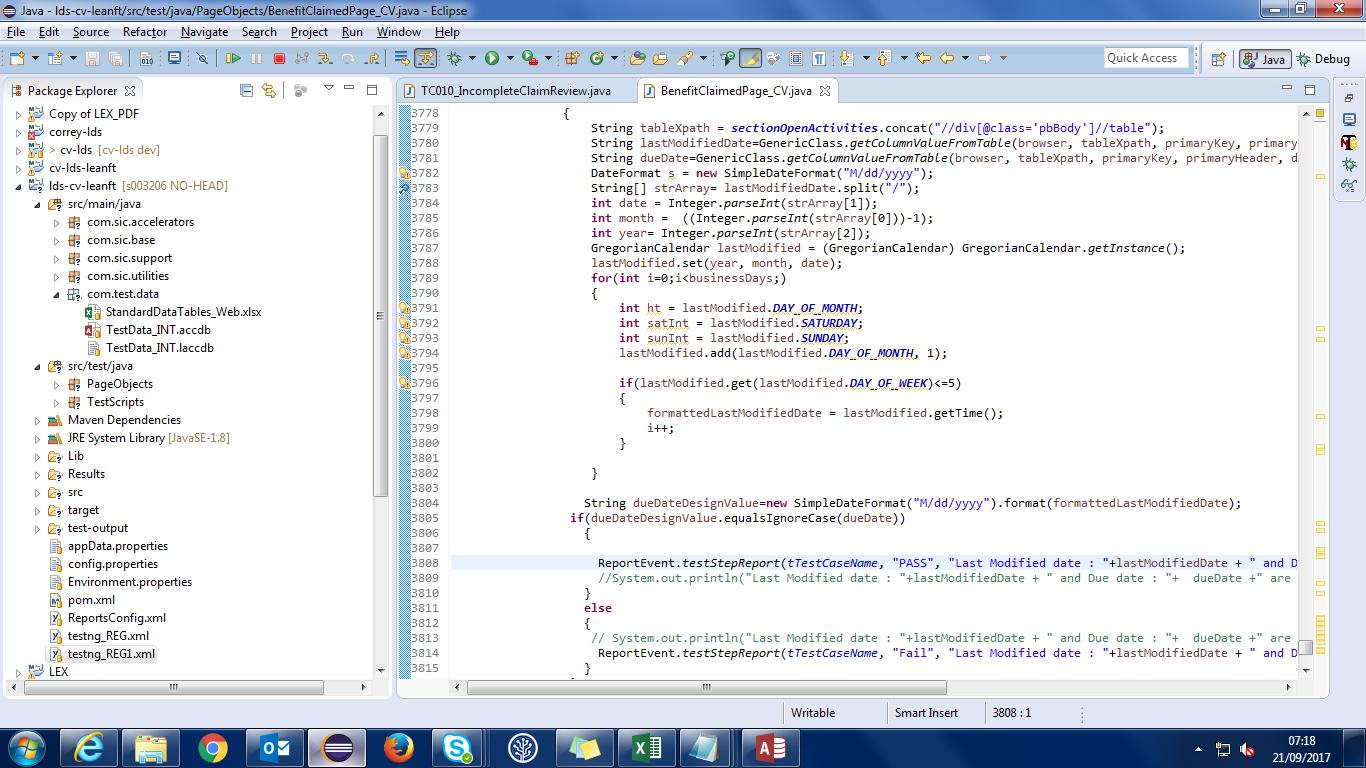 Java - lds-cv-leanft/src/test/java/PageObjects/BenefitClaimedPage_CV.java - Eclipse
File Edit Source Refactor Navigate Search Project Run Window Help
Quick Access Java Debug
Package Explorer
Copy of LEX_PDF
correy-lds
> cv-lds [cv-lds dev]
cv-lds-leanft
lds-cv-leanft [s003206 NO-HEAD]
src/main/java
com.sic.accelerators
com.sic.base
com.sic.support
com.sic.utilities
com.test.data
StandardDataTables_Web.xlsx
TestData_INT.accdb
TestData_INT.laccdb
src/test/java
PageObjects
TestScripts
Maven Dependencies
JRE System Library [JavaSE-1.8]
Lib
Results
src
target
test-output
appData.properties
config.properties
Environment.properties
pom.xml
ReportsConfig.xml
testng_REG.xml
testng_REG1.xml
LEX
TC010_IncompleteClaimReview.java BenefitClaimedPage_CV.java
3778 {
3779 String tableXpath = sectionOpenActivities.concat("//div[@class='pbBody']//table");
3780 String lastModifiedDate=GenericClass.getColumnValueFromTable(browser, tableXpath, primaryKey, primary
3781 String dueDate=GenericClass.getColumnValueFromTable(browser, tableXpath, primaryKey, primaryHeader, d
3782 DateFormat s = new SimpleDateFormat("M/dd/yyyy");
3783 String[] strArray= lastModifiedDate.split("/");
3784 int date = Integer.parseInt(strArray[1]);
3785 int month =  ((Integer.parseInt(strArray[0]))-1);
3786 int year= Integer.parseInt(strArray[2]);
3787 GregorianCalendar lastModified = (GregorianCalendar) GregorianCalendar.getInstance();
3788 lastModified.set(year, month, date);
3789 for(int i=0;i<businessDays;)
3790 {
3791 int ht = lastModified.DAY_OF_MONTH;
3792 int satInt = lastModified.SATURDAY;
3793 int sunInt = lastModified.SUNDAY;
3794 lastModified.add(lastModified.DAY_OF_MONTH, 1);
3795
3796 if(lastModified.get(lastModified.DAY_OF_WEEK)<=5)
3797 {
3798 formattedLastModifiedDate = lastModified.getTime();
3799 i++;
3800 }
3801
3802 }
3803
3804 String dueDateDesignValue=new SimpleDateFormat("M/dd/yyyy").format(formattedLastModifiedDate);
3805 if(dueDateDesignValue.equalsIgnoreCase(dueDate))
3806 {
3807
3808 ReportEvent.testStepReport(tTestCaseName, "PASS", "Last Modified date : "+lastModifiedDate + " and D
3809 //System.out.println("Last Modified date : "+lastModifiedDate + " and Due date : "+  dueDate +" are
3810 }
3811 else
3812 {
3813 // System.out.println("Last Modified date : "+lastModifiedDate + " and Due date : "+  dueDate +" are
3814 ReportEvent.testStepReport(tTestCaseName, "Fail", "Last Modified date : "+lastModifiedDate + " and D
3815 }
Writable Smart Insert 3808 : 1
07:18
21/09/2017